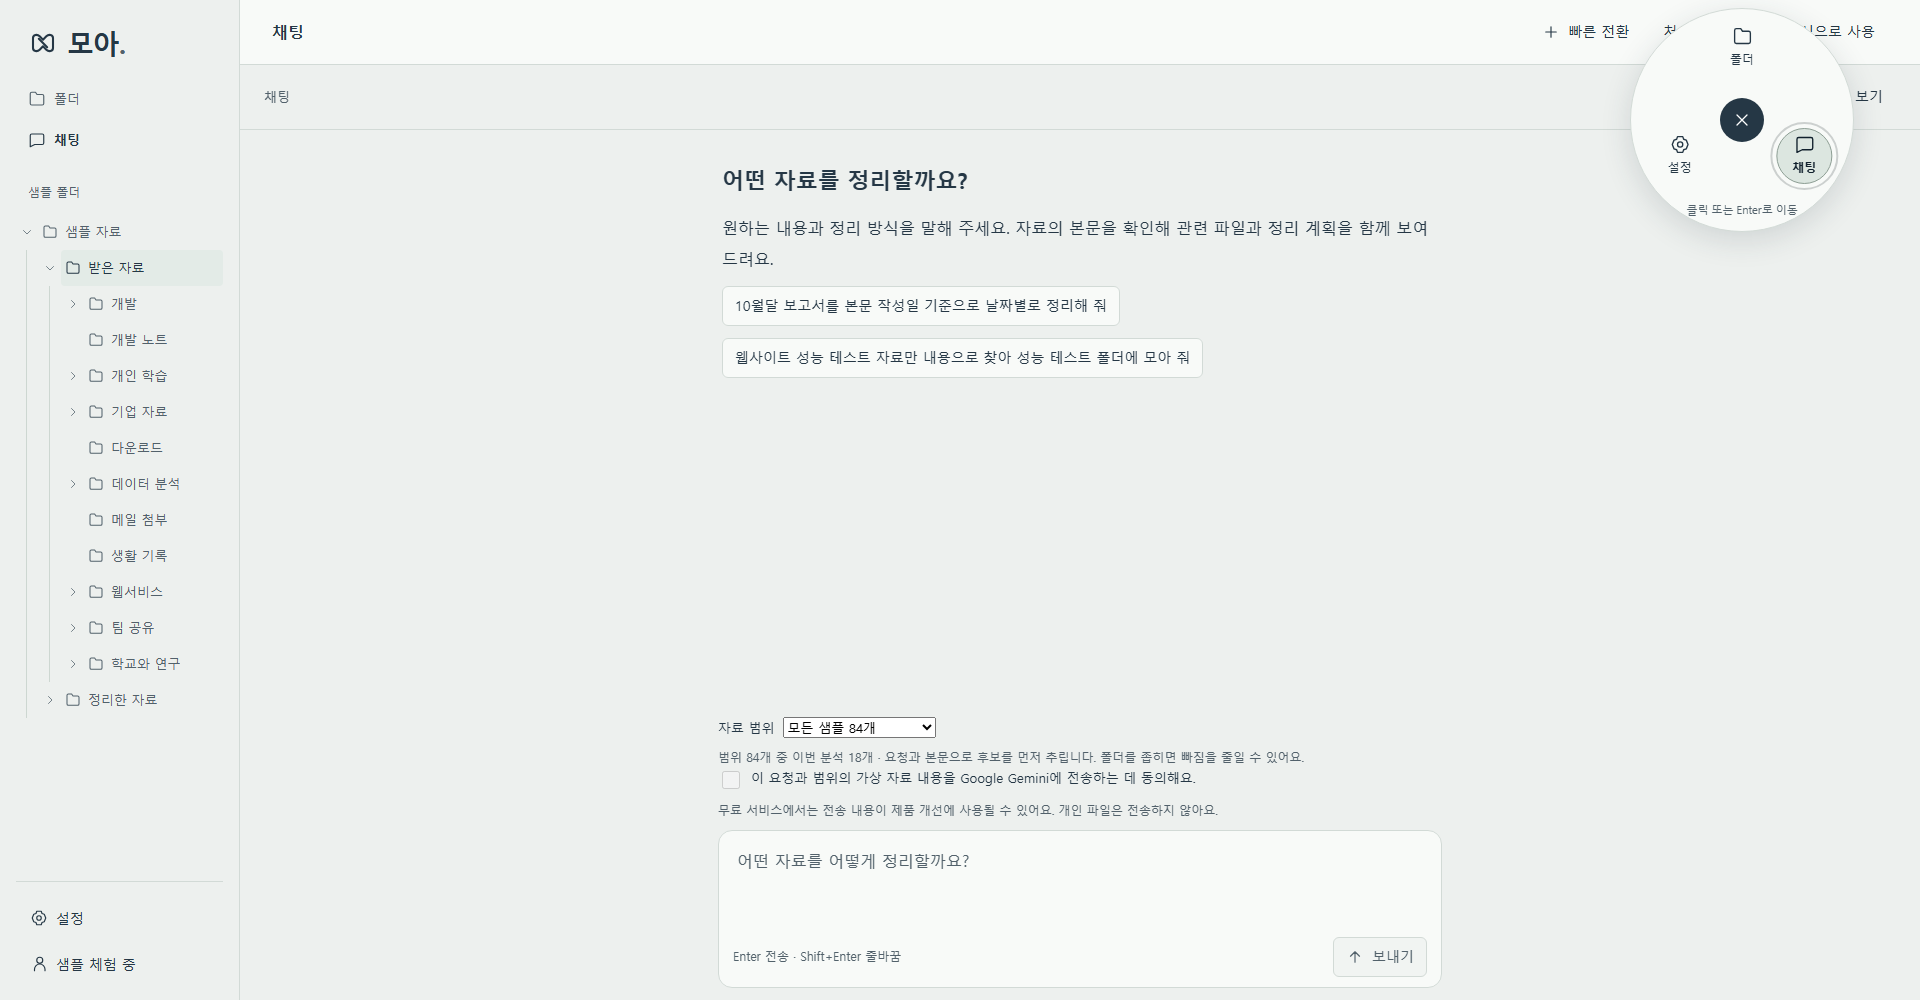 모아.
폴더
채팅
샘플 폴더
샘플 자료
받은 자료
개발
개발 노트
개인 학습
기업 자료
다운로드
데이터 분석
메일 첨부
생활 기록
웹서비스
팀 공유
학교와 연구
정리한 자료
설정
샘플 체험 중
채팅
빠른 전환
으로 사용
채팅
보기
폴더
설정
채팅
클릭 또는 Enter로 이동
어떤 자료를 정리할까요?
원하는 내용과 정리 방식을 말해 주세요. 자료의 본문을 확인해 관련 파일과 정리 계획을 함께 보여
드려요.
10월달 보고서를 본문 작성일 기준으로 날짜별로 정리해 줘
웹사이트 성능 테스트 자료만 내용으로 찾아 성능 테스트 폴더에 모아 줘
자료 범위 모든 샘플 84개
범위 84개 중 이번 분석 18개 · 요청과 본문으로 후보를 먼저 추립니다. 폴더를 좁히면 빠짐을 줄일 수 있어요.
이 요청과 범위의 가상 자료 내용을 Google Gemini에 전송하는 데 동의해요.
무료 서비스에서는 전송 내용이 제품 개선에 사용될 수 있어요. 개인 파일은 전송하지 않아요.
어떤 자료를 어떻게 정리할까요?
Enter 전송 · Shift+Enter 줄바꿈
보내기